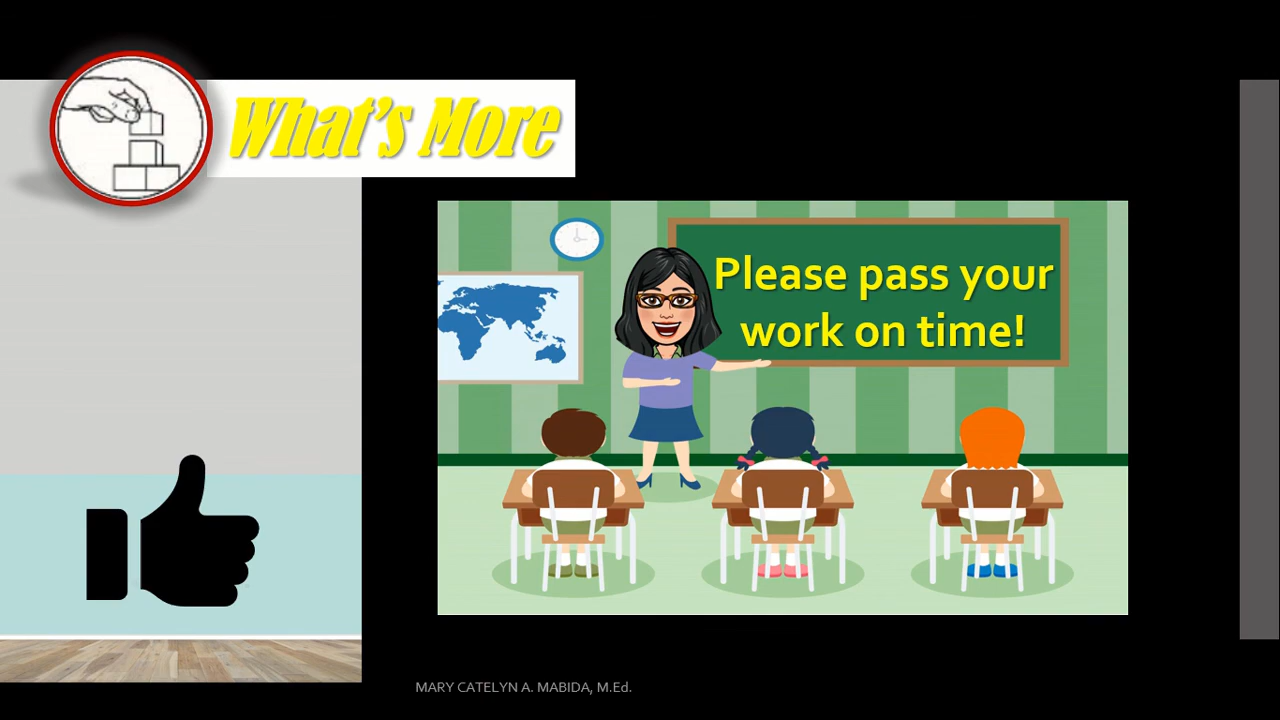 What's More
Please pass your
work on time!
MARY CATELYN A. MABIDA, M.Ed.